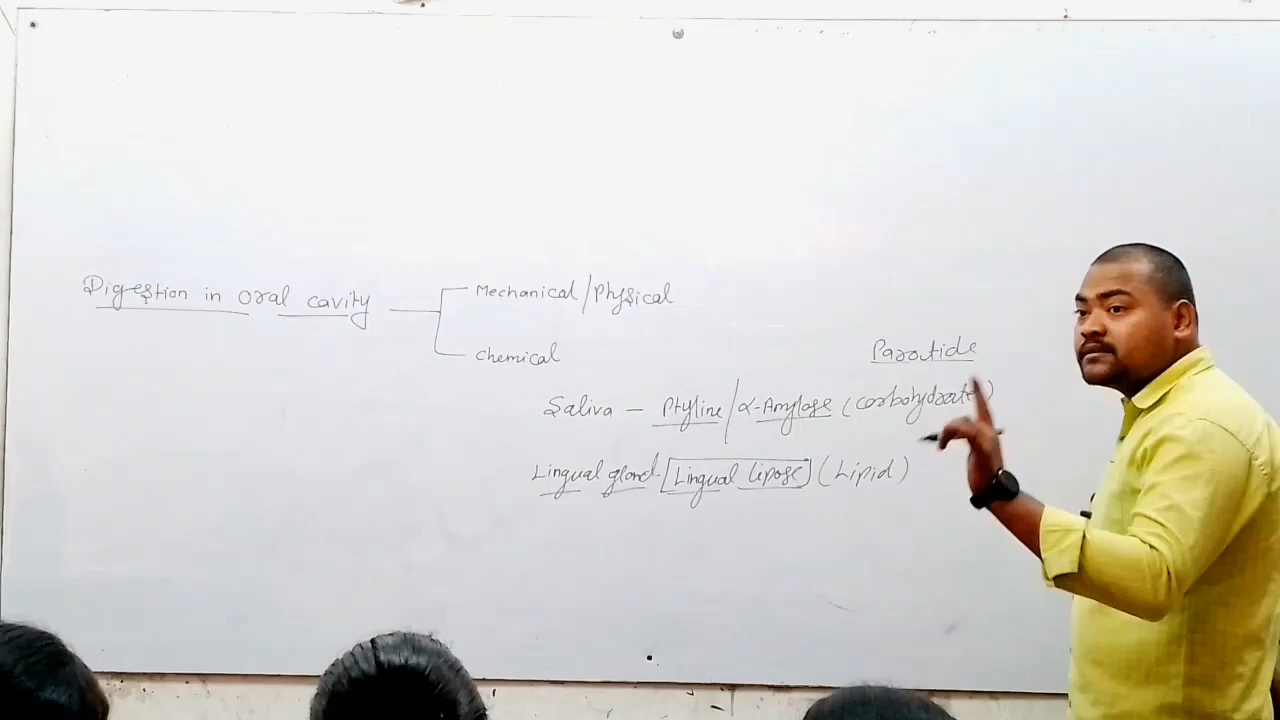 Digestion in oral cavity
Mechanical/Physical
chemical
Parotide
Saliva - Ptyline/α-Amylase (carbohydrate)
Lingual gland Lingual lipase (Lipid)